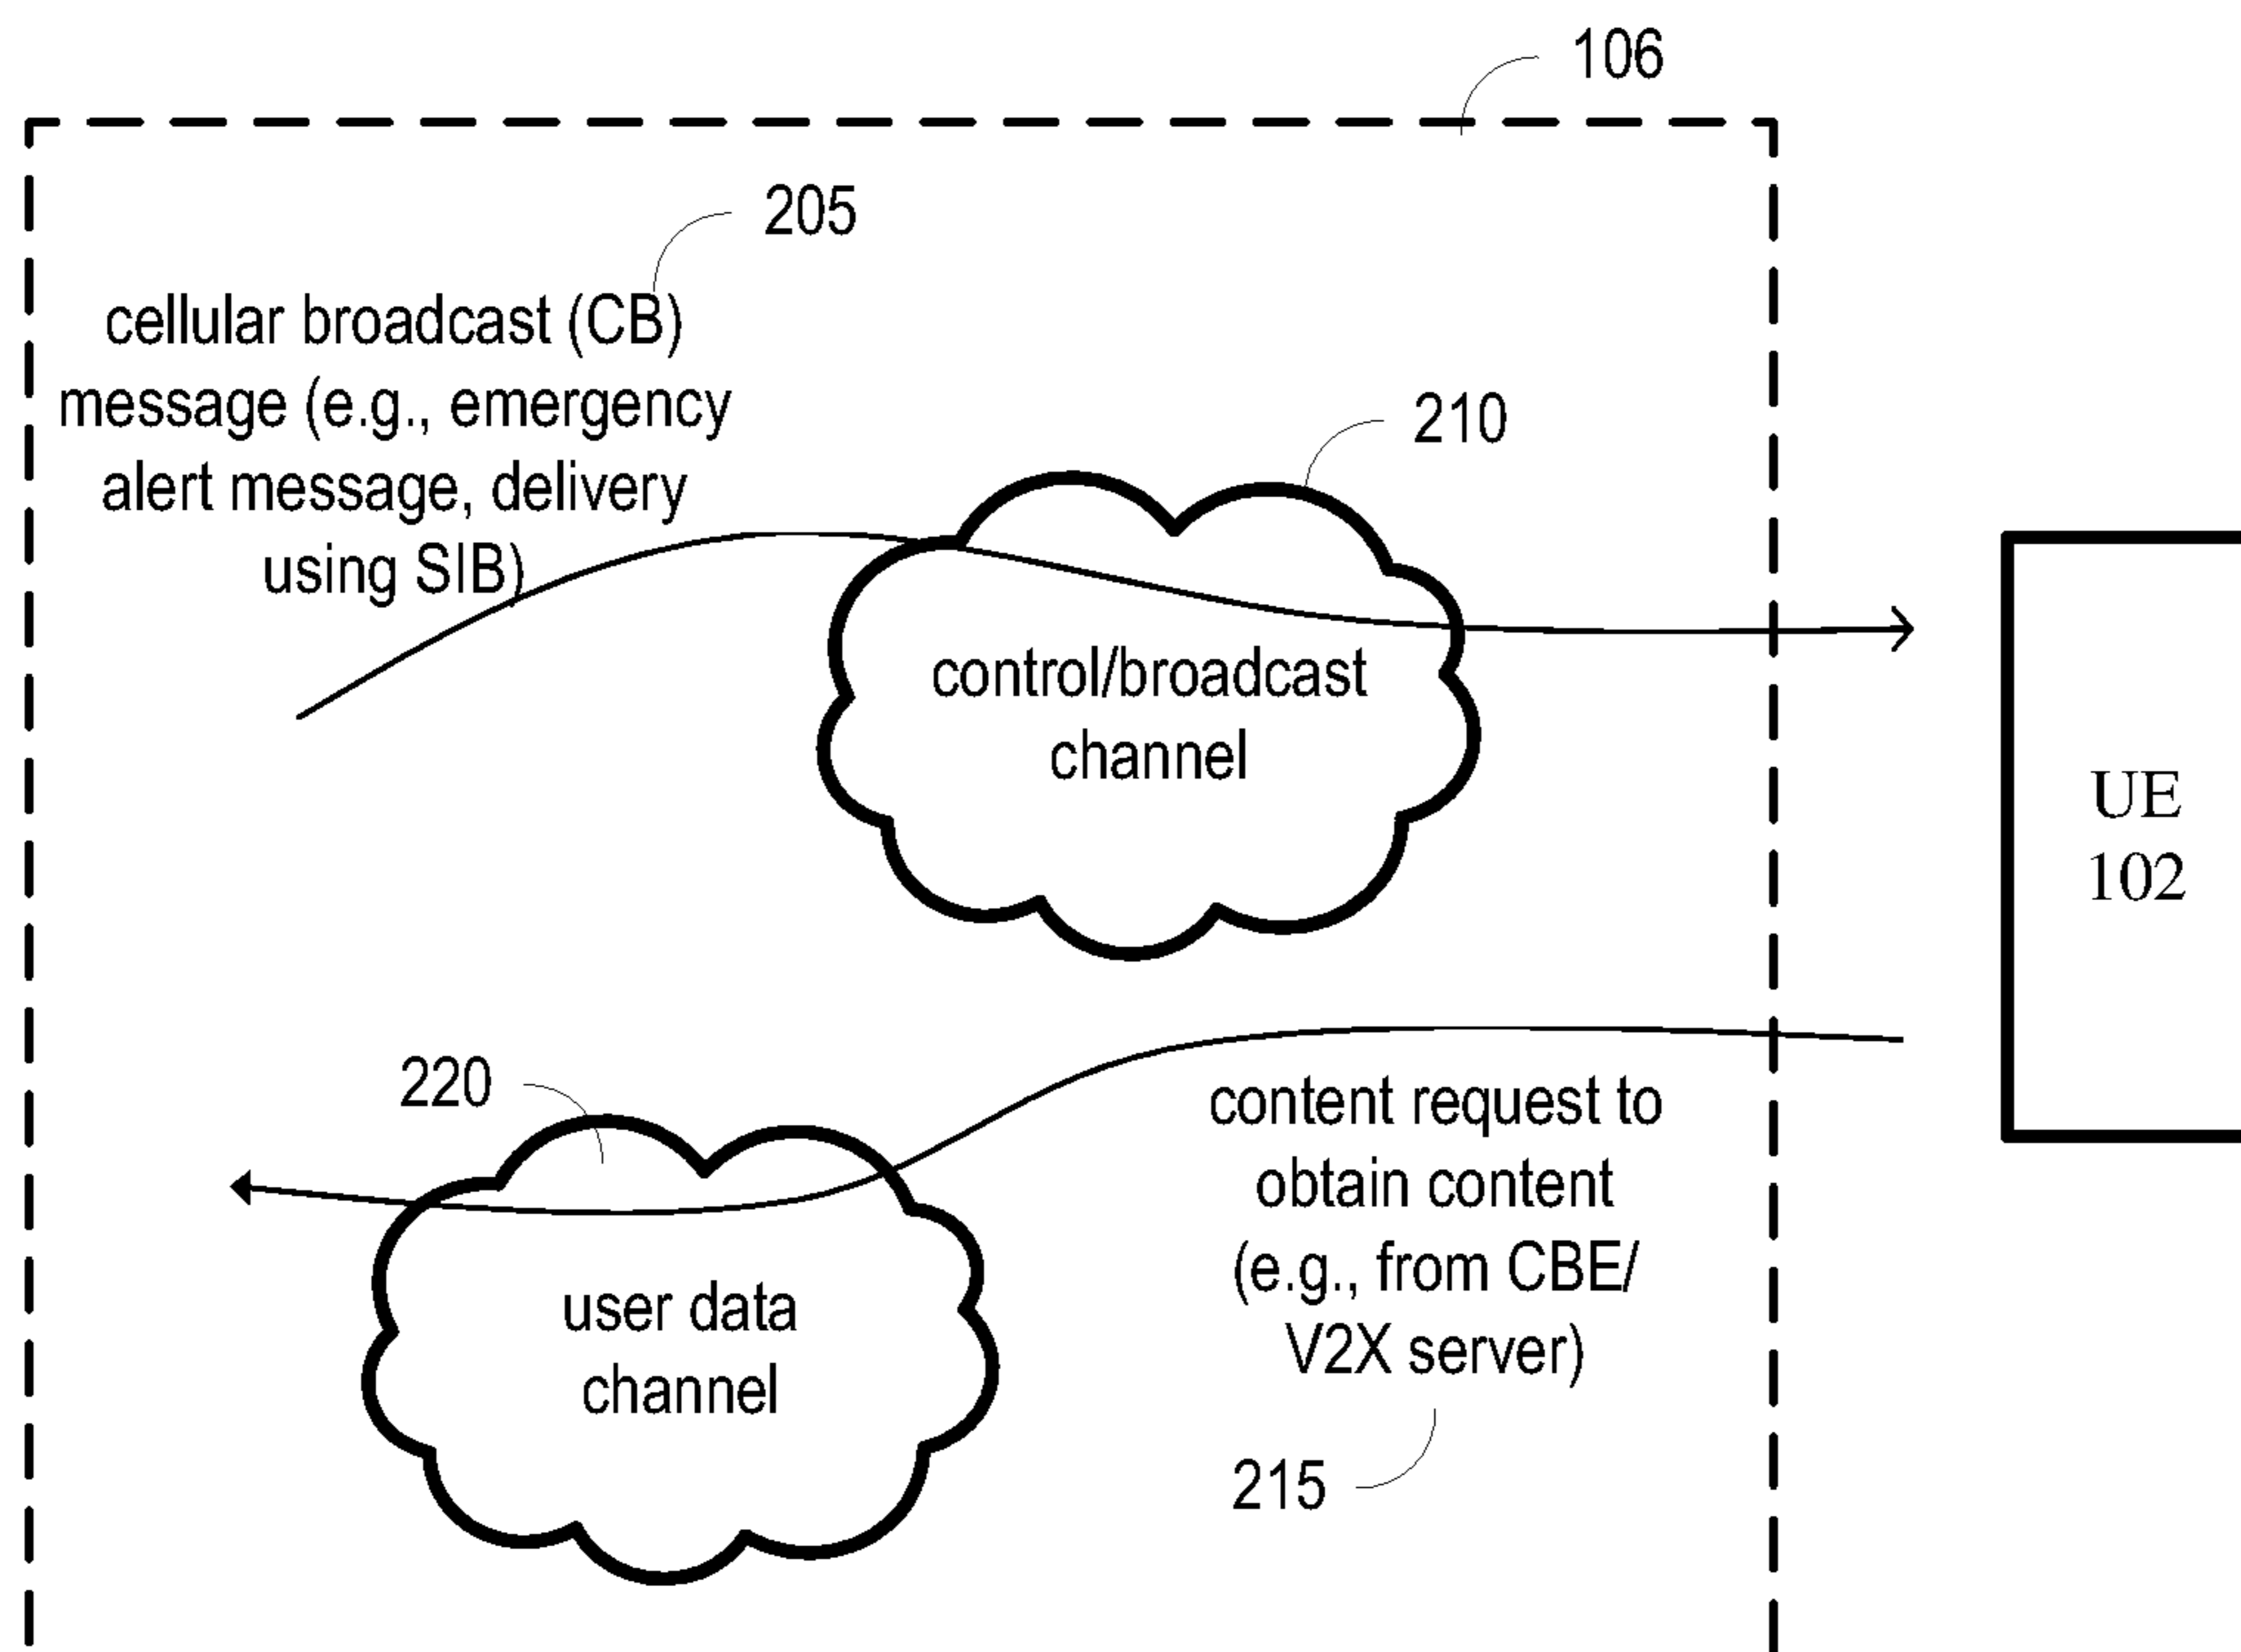 106
205
cellular broadcast (CB)
message (e.g., emergency
alert message, delivery
using SIB)
210
control/broadcast
channel
UE
102
220
content request to
obtain content
(e.g., from CBE/
V2X server)
user data
channel
215